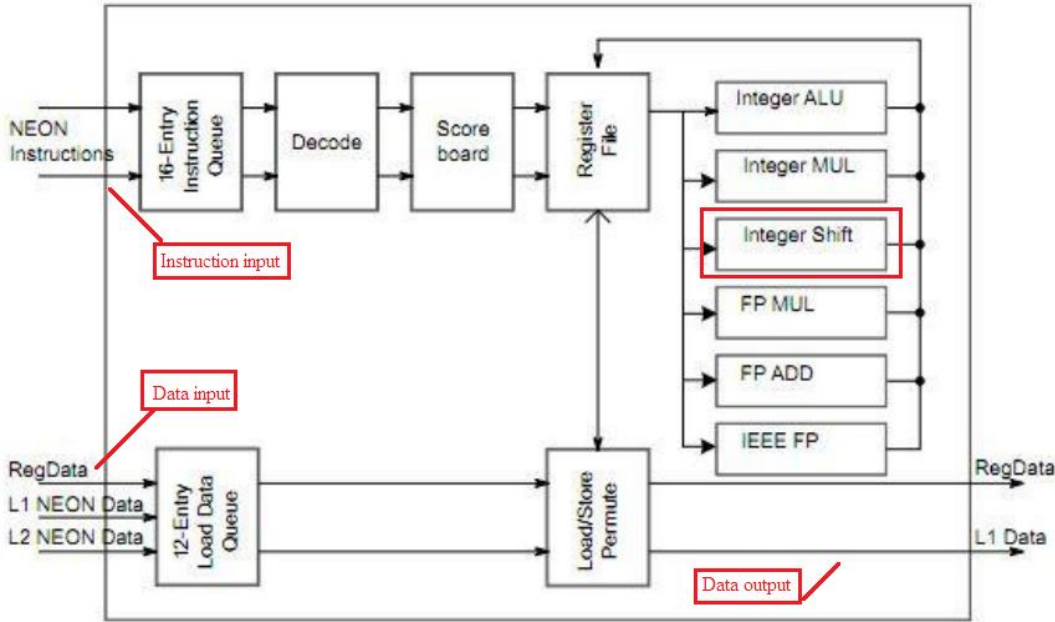 NEON
Instructions
16-Entry
Instruction
Queue
Decode
Score
board
Register
File
Integer ALU
Integer MUL
Integer Shift
FP MUL
FP ADD
IEEE FP
Instruction input
Data input
RegData
L1 NEON Data
L2 NEON Data
12-Entry
Load Data
Queue
Load/Store
Permute
RegData
L1 Data
Data output